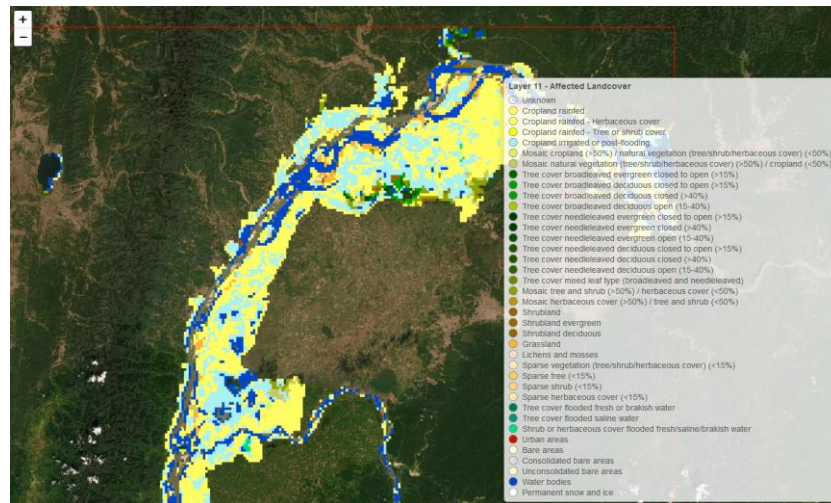 +
−
Layer 11 - Affected Landcover
Unknown
Cropland rainfed
Cropland rainfed - Herbaceous cover
Cropland rainfed - Tree or shrub cover
Cropland irrigated or post-flooding
Mosaic cropland (>50%) / natural vegetation (tree/shrub/herbaceous cover) (<50%)
Mosaic natural vegetation (tree/shrub/herbaceous cover) (>50%) / cropland (<50%)
Tree cover broadleaved evergreen closed to open (>15%)
Tree cover broadleaved deciduous closed to open (>15%)
Tree cover broadleaved deciduous closed (>40%)
Tree cover broadleaved deciduous open (15-40%)
Tree cover needleleaved evergreen closed to open (>15%)
Tree cover needleleaved evergreen closed (>40%)
Tree cover needleleaved evergreen open (15-40%)
Tree cover needleleaved deciduous closed to open (>15%)
Tree cover needleleaved deciduous closed (>40%)
Tree cover needleleaved deciduous open (15-40%)
Tree cover mixed leaf type (broadleaved and needleleaved)
Mosaic tree and shrub (>50%) / herbaceous cover (<50%)
Mosaic herbaceous cover (>50%) / tree and shrub (<50%)
Shrubland
Shrubland evergreen
Shrubland deciduous
Grassland
Lichens and mosses
Sparse vegetation (tree/shrub/herbaceous cover) (<15%)
Sparse tree (<15%)
Sparse shrub (<15%)
Sparse herbaceous cover (<15%)
Tree cover flooded fresh or brakish water
Tree cover flooded saline water
Shrub or herbaceous cover flooded fresh/saline/brakish water
Urban areas
Bare areas
Consolidated bare areas
Unconsolidated bare areas
Water bodies
Permanent snow and ice